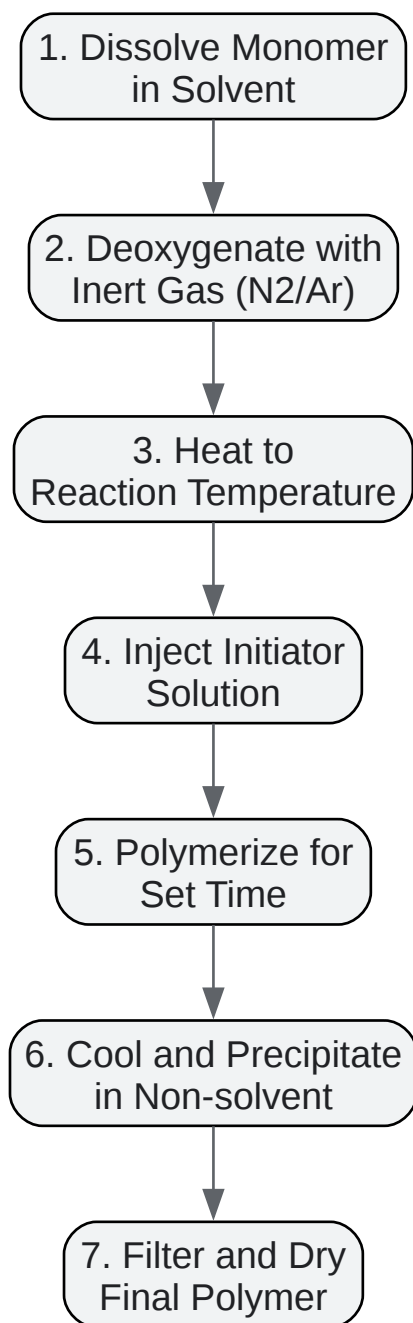 1. Dissolve Monomer
in Solvent
2. Deoxygenate with
Inert Gas (N2/Ar)
3. Heat to
Reaction Temperature
4. Inject Initiator
Solution
5. Polymerize for
Set Time
6. Cool and Precipitate
in Non-solvent
7. Filter and Dry
Final Polymer